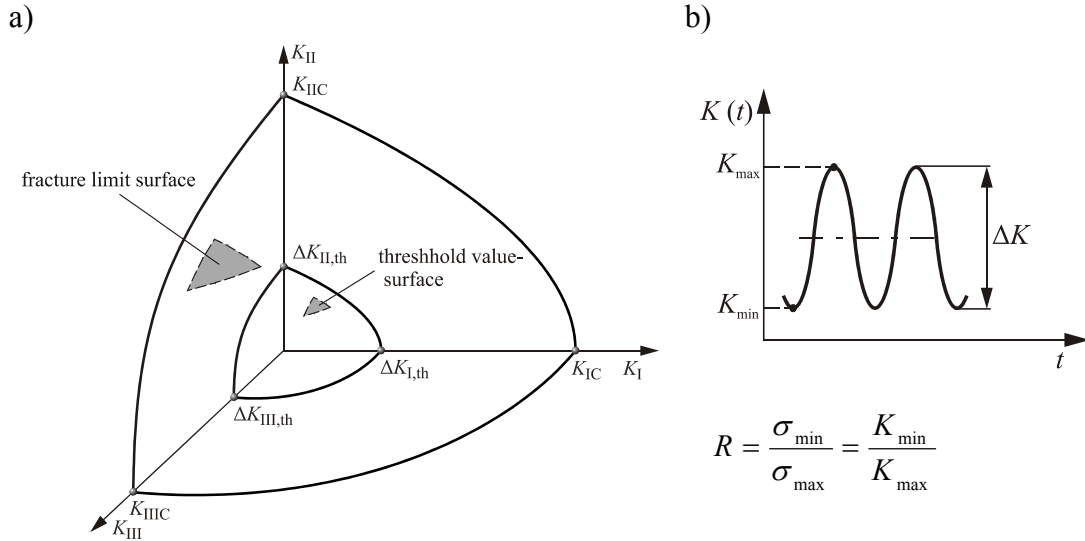 a)
K_II
K_IIC
fracture limit surface
ΔK_II,th
threshhold value-
surface
ΔK_I,th
K_IC
K_I
ΔK_III,th
K_IIIC
K_III
b)
K (t)
K_max
ΔK
K_min
t
R = σ_min / σ_max = K_min / K_max